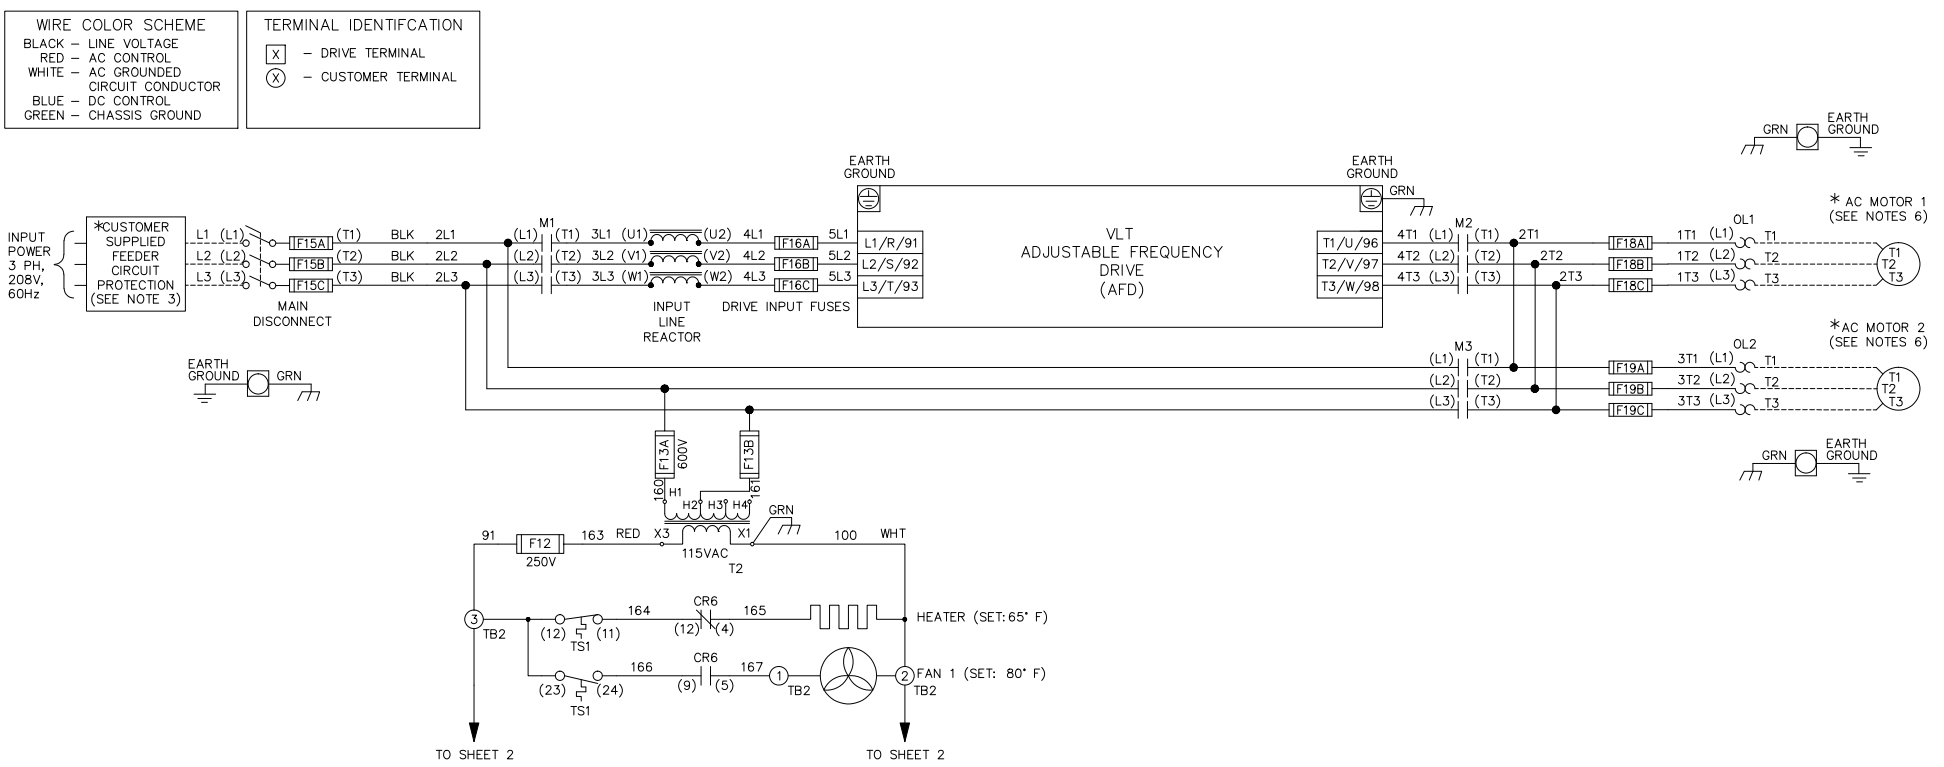 WIRE COLOR SCHEME
BLACK – LINE VOLTAGE
RED – AC CONTROL
WHITE – AC GROUNDED
CIRCUIT CONDUCTOR
BLUE – DC CONTROL
GREEN – CHASSIS GROUND
TERMINAL IDENTIFCATION
X – DRIVE TERMINAL
X – CUSTOMER TERMINAL
GRN
EARTH
GROUND
EARTH
GROUND
EARTH
GROUND
GRN
INPUT
POWER
3 PH,
208V,
60Hz
*CUSTOMER
SUPPLIED
FEEDER
CIRCUIT
PROTECTION
(SEE NOTE 3)
L1 (L1) F15A (T1) BLK 2L1 (L1) M1 (T1) 3L1 (U1) (U2) 4L1 F16A 5L1 L1/R/91
L2 (L2) F15B (T2) BLK 2L2 (L2) (T2) 3L2 (V1) (V2) 4L2 F16B 5L2 L2/S/92
L3 (L3) F15C (T3) BLK 2L3 (L3) (T3) 3L3 (W1) (W2) 4L3 F16C 5L3 L3/T/93
MAIN
DISCONNECT
INPUT
LINE
REACTOR
DRIVE INPUT FUSES
VLT
ADJUSTABLE FREQUENCY
DRIVE
(AFD)
M2
OL1
* AC MOTOR 1
(SEE NOTES 6)
T1/U/96 4T1 (L1) (T1) 2T1 F18A 1T1 (L1) T1
T2/V/97 4T2 (L2) (T2) 2T2 F18B 1T2 (L2) T2
T3/W/98 4T3 (L3) (T3) 2T3 F18C 1T3 (L3) T3
T1
T2
T3
M3
OL2
*AC MOTOR 2
(SEE NOTES 6)
(L1) (T1) F19A 3T1 (L1) T1
(L2) (T2) F19B 3T2 (L2) T2
(L3) (T3) F19C 3T3 (L3) T3
T1
T2
T3
EARTH
GROUND
GRN
GRN
EARTH
GROUND
F13A
600V
F13B
160
161
H1
H2 H3 H4
GRN
91 F12 163 RED X3 X1 100 WHT
250V
115VAC
T2
3
TB2
(12) (11) 164 CR6 165
TS1
(12) (4)
HEATER (SET:65° F)
(23) (24) 166 CR6 167 1
TS1
(9) (5)
TB2
2 FAN 1 (SET: 80° F)
TB2
TO SHEET 2
TO SHEET 2